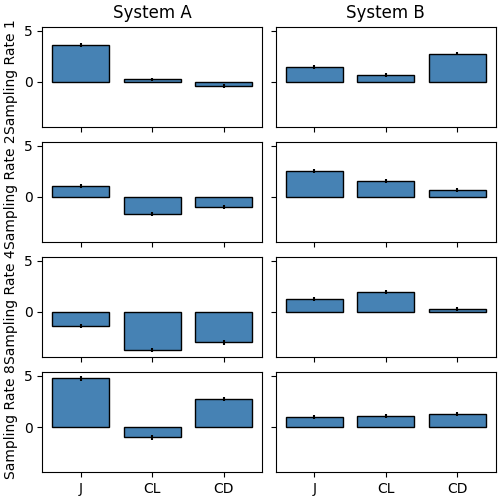 System A
System B
Sampling Rate 1
5
0
Sampling Rate 2
5
0
Sampling Rate 4
5
0
Sampling Rate 8
5
0
J
CL
CD
J
CL
CD